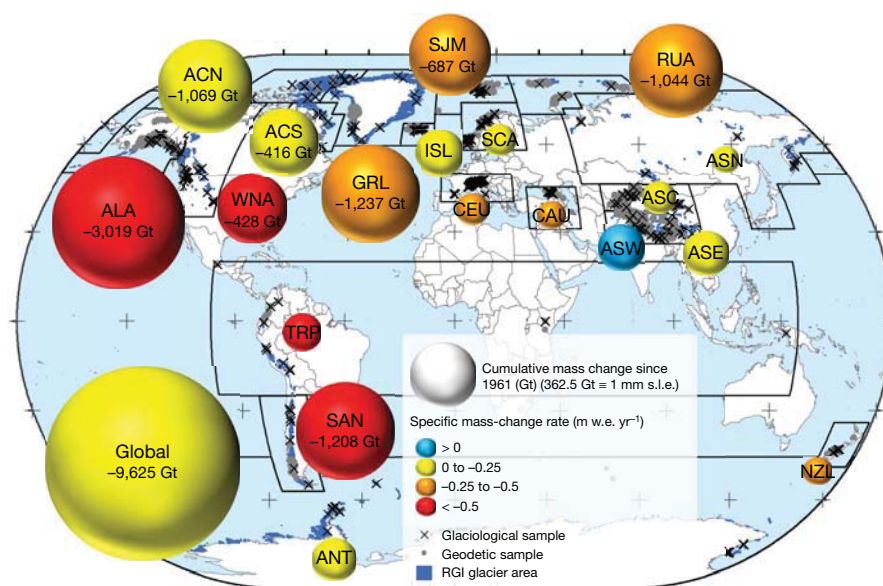 SJM
−687 Gt
RUA
−1,044 Gt
ACN
−1,069 Gt
ACS
−416 Gt
ISL
SCA
ASN
ALA
−3,019 Gt
WNA
−428 Gt
GRL
−1,237 Gt
CEU
CAU
ASC
ASW
ASE
TRP
Cumulative mass change since
1961 (Gt) (362.5 Gt ≡ 1 mm s.l.e.)
Specific mass-change rate (m w.e. yr⁻¹)
> 0
0 to −0.25
−0.25 to −0.5
< −0.5
Glaciological sample
Geodetic sample
RGI glacier area
Global
−9,625 Gt
SAN
−1,208 Gt
NZL
ANT